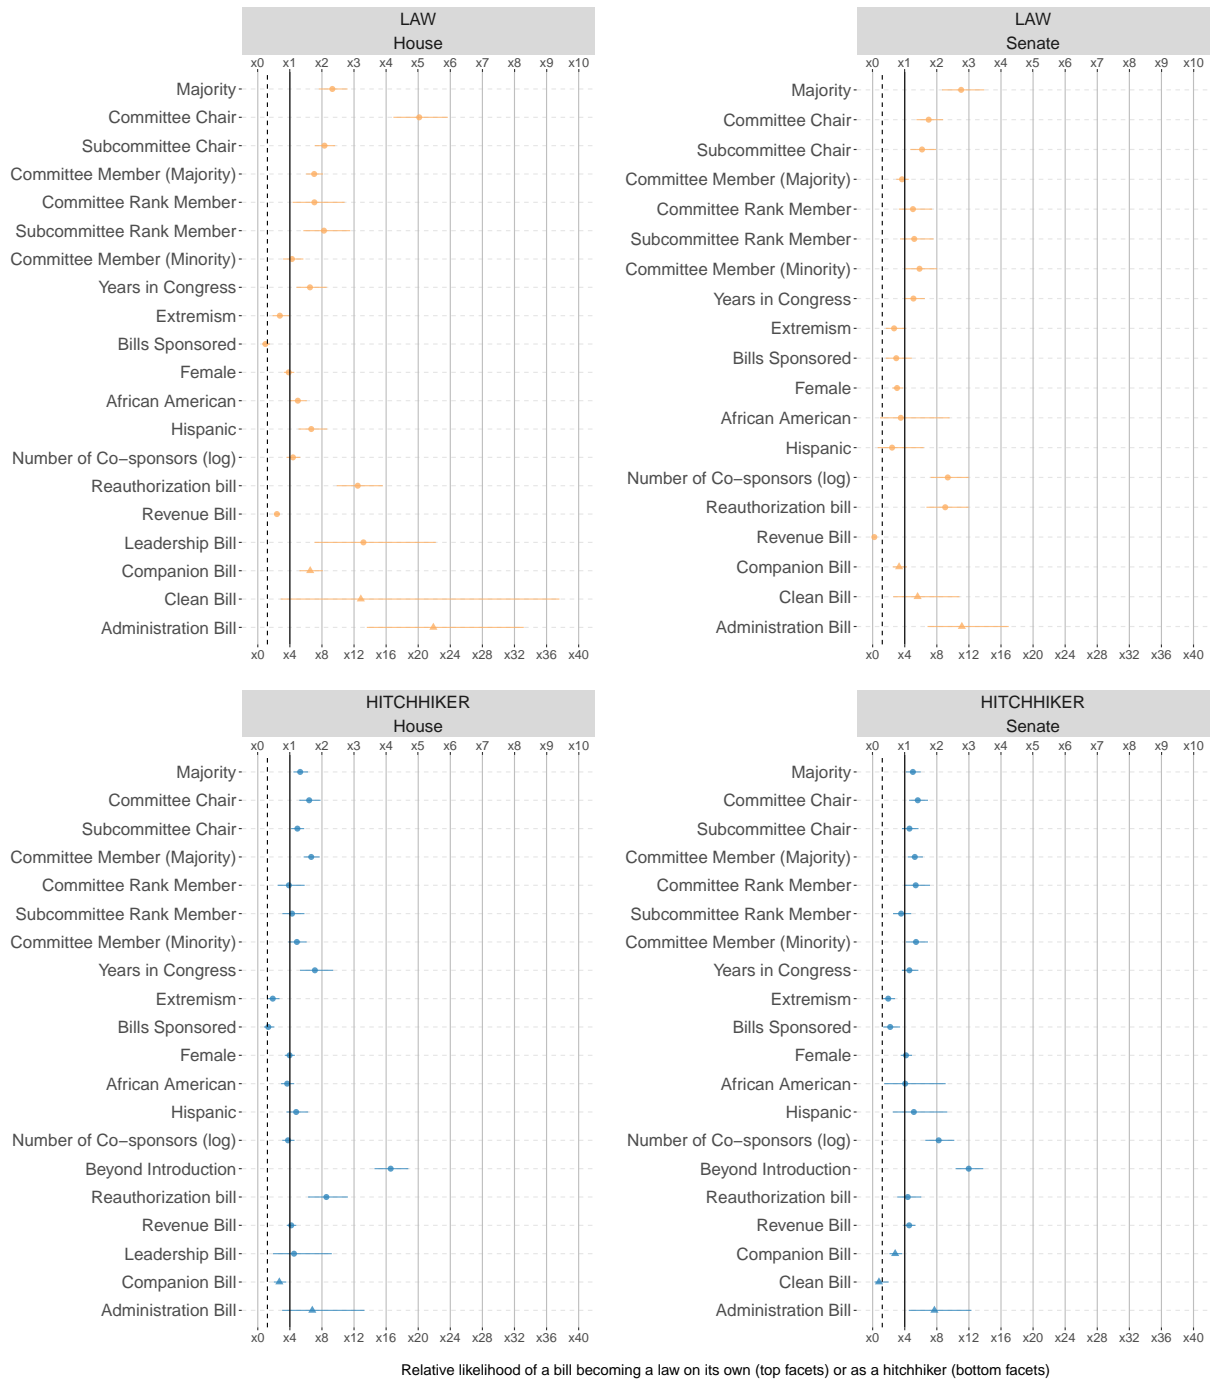 LAW
House
x0 x1 x2 x3 x4 x5 x6 x7 x8 x9 x10
Majority
Committee Chair
Subcommittee Chair
Committee Member (Majority)
Committee Rank Member
Subcommittee Rank Member
Committee Member (Minority)
Years in Congress
Extremism
Bills Sponsored
Female
African American
Hispanic
Number of Co−sponsors (log)
Reauthorization bill
Revenue Bill
Leadership Bill
Companion Bill
Clean Bill
Administration Bill
x0 x4 x8 x12 x16 x20 x24 x28 x32 x36 x40
LAW
Senate
x0 x1 x2 x3 x4 x5 x6 x7 x8 x9 x10
Majority
Committee Chair
Subcommittee Chair
Committee Member (Majority)
Committee Rank Member
Subcommittee Rank Member
Committee Member (Minority)
Years in Congress
Extremism
Bills Sponsored
Female
African American
Hispanic
Number of Co−sponsors (log)
Reauthorization bill
Revenue Bill
Companion Bill
Clean Bill
Administration Bill
x0 x4 x8 x12 x16 x20 x24 x28 x32 x36 x40
HITCHHIKER
House
x0 x1 x2 x3 x4 x5 x6 x7 x8 x9 x10
Majority
Committee Chair
Subcommittee Chair
Committee Member (Majority)
Committee Rank Member
Subcommittee Rank Member
Committee Member (Minority)
Years in Congress
Extremism
Bills Sponsored
Female
African American
Hispanic
Number of Co−sponsors (log)
Beyond Introduction
Reauthorization bill
Revenue Bill
Leadership Bill
Companion Bill
Administration Bill
x0 x4 x8 x12 x16 x20 x24 x28 x32 x36 x40
HITCHHIKER
Senate
x0 x1 x2 x3 x4 x5 x6 x7 x8 x9 x10
Majority
Committee Chair
Subcommittee Chair
Committee Member (Majority)
Committee Rank Member
Subcommittee Rank Member
Committee Member (Minority)
Years in Congress
Extremism
Bills Sponsored
Female
African American
Hispanic
Number of Co−sponsors (log)
Beyond Introduction
Reauthorization bill
Revenue Bill
Companion Bill
Clean Bill
Administration Bill
x0 x4 x8 x12 x16 x20 x24 x28 x32 x36 x40
Relative likelihood of a bill becoming a law on its own (top facets) or as a hitchhiker (bottom facets)